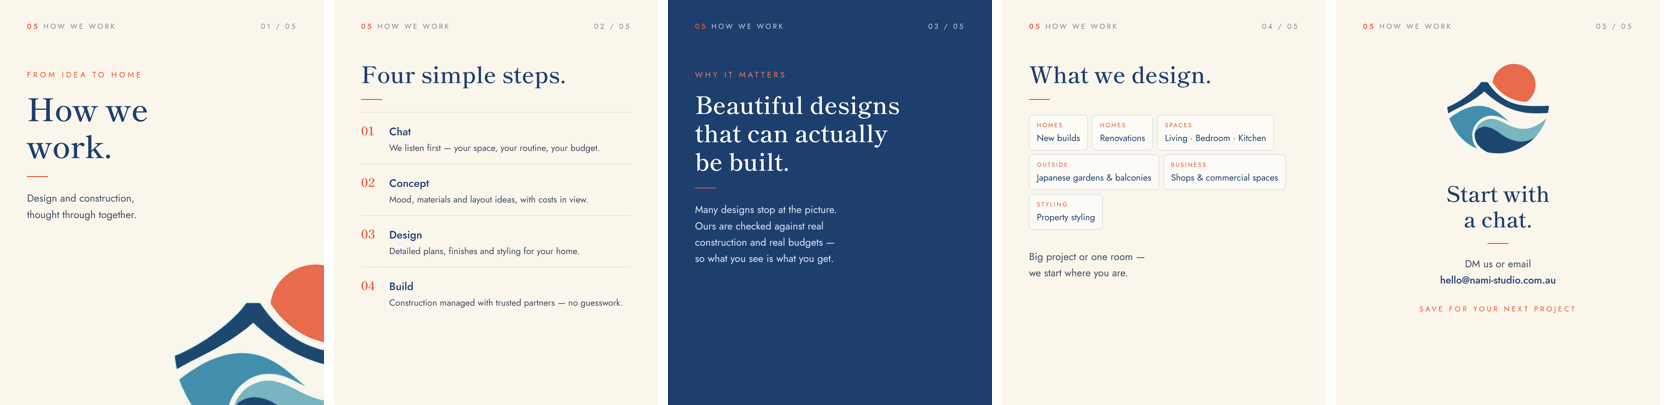 05 HOW WE WORK
01 / 05
FROM IDEA TO HOME
How we
work.
Design and construction,
thought through together.
05 HOW WE WORK
02 / 05
Four simple steps.
01 Chat
We listen first — your space, your routine, your budget.
02 Concept
Mood, materials and layout ideas, with costs in view.
03 Design
Detailed plans, finishes and styling for your home.
04 Build
Construction managed with trusted partners — no guesswork.
05 HOW WE WORK
03 / 05
WHY IT MATTERS
Beautiful designs
that can actually
be built.
Many designs stop at the picture.
Ours are checked against real
construction and real budgets —
so what you see is what you get.
05 HOW WE WORK
04 / 05
What we design.
HOMES
New builds
HOMES
Renovations
SPACES
Living · Bedroom · Kitchen
OUTSIDE
Japanese gardens & balconies
BUSINESS
Shops & commercial spaces
STYLING
Property styling
Big project or one room —
we start where you are.
05 HOW WE WORK
05 / 05
Start with
a chat.
DM us or email
hello@nami-studio.com.au
SAVE FOR YOUR NEXT PROJECT